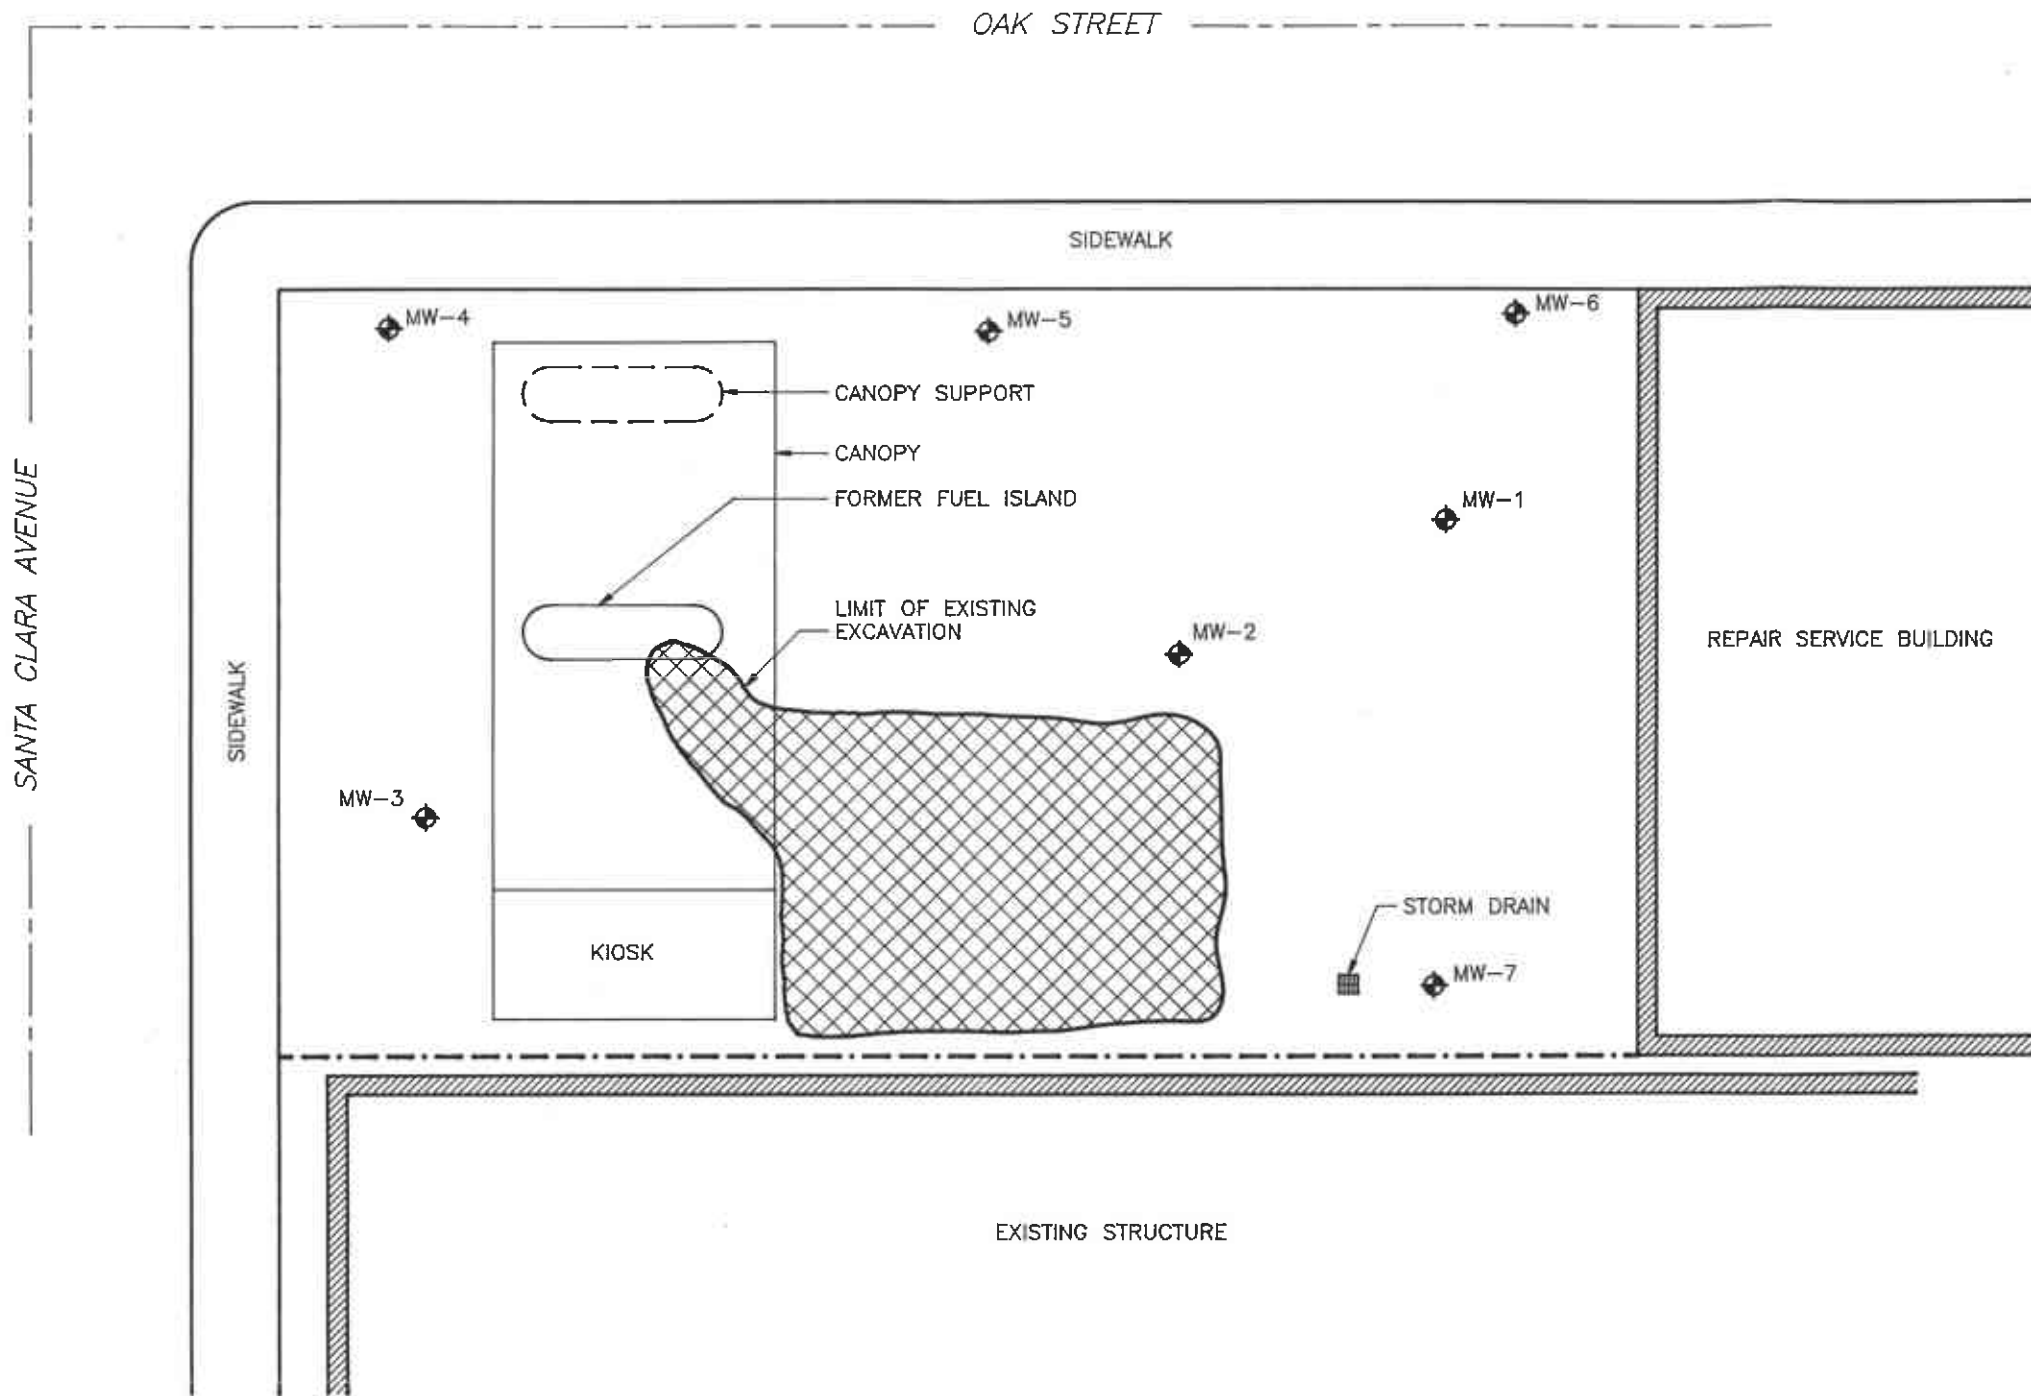 OAK STREET
SIDEWALK
MW-4
MW-5
MW-6
CANOPY SUPPORT
CANOPY
FORMER FUEL ISLAND
MW-1
SANTA CLARA AVENUE
LIMIT OF EXISTING
EXCAVATION
MW-2
REPAIR SERVICE BUILDING
SIDEWALK
MW-3
STORM DRAIN
KIOSK
MW-7
EXISTING STRUCTURE